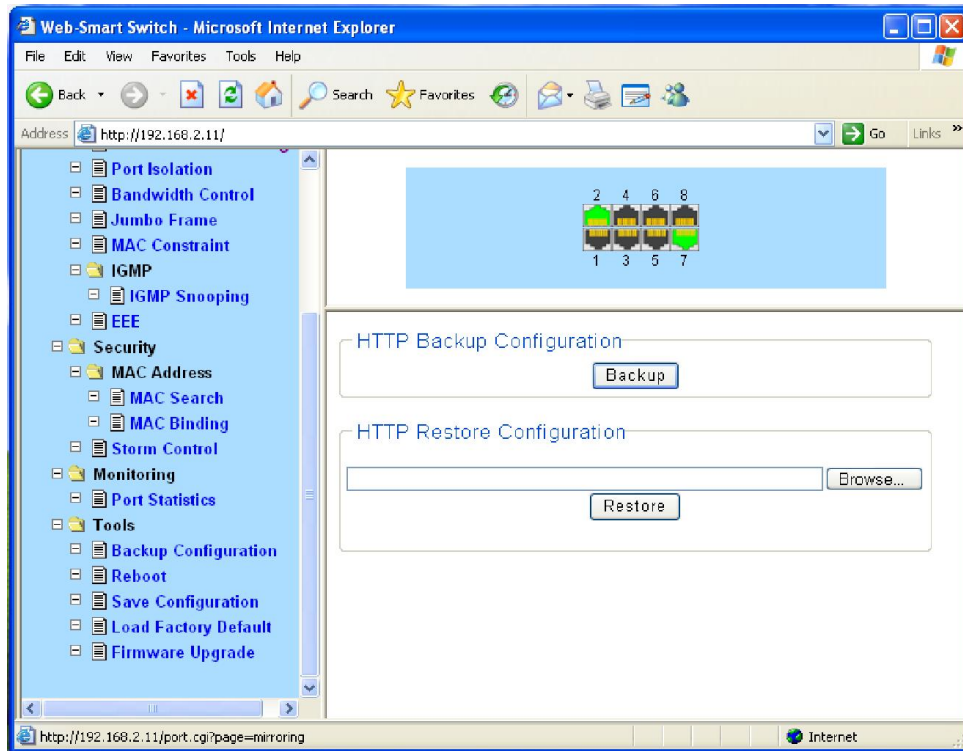 Web-Smart Switch - Microsoft Internet Explorer
File Edit View Favorites Tools Help
Back Search Favorites
Address http://192.168.2.11/ Go Links »
Port Isolation
Bandwidth Control
Jumbo Frame
MAC Constraint
IGMP
IGMP Snooping
EEE
Security
MAC Address
MAC Search
MAC Binding
Storm Control
Monitoring
Port Statistics
Tools
Backup Configuration
Reboot
Save Configuration
Load Factory Default
Firmware Upgrade
2 4 6 8
1 3 5 7
HTTP Backup Configuration
Backup
HTTP Restore Configuration
Browse...
Restore
http://192.168.2.11/port.cgi?page=mirroring Internet